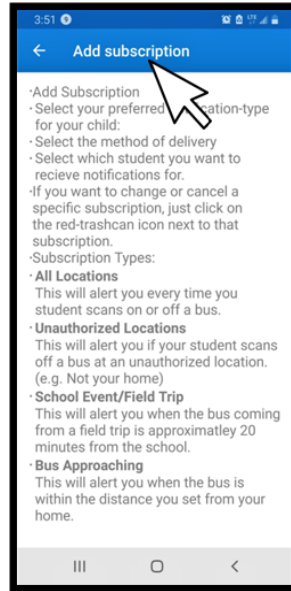 3:51
Add subscription
·Add Subscription
·Select your preferred cation-type
for your child:
·Select the method of delivery
·Select which student you want to
recieve notifications for.
·If you want to change or cancel a
specific subscription, just click on
the red-trashcan icon next to that
subscription.
·Subscription Types:
·All Locations
This will alert you every time you
student scans on or off a bus.
·Unauthorized Locations
This will alert you if your student scans
off a bus at an unauthorized location.
(e.g. Not your home)
·School Event/Field Trip
This will alert you when the bus coming
from a field trip is approximatley 20
minutes from the school.
·Bus Approaching
This will alert you when the bus is
within the distance you set from your
home.